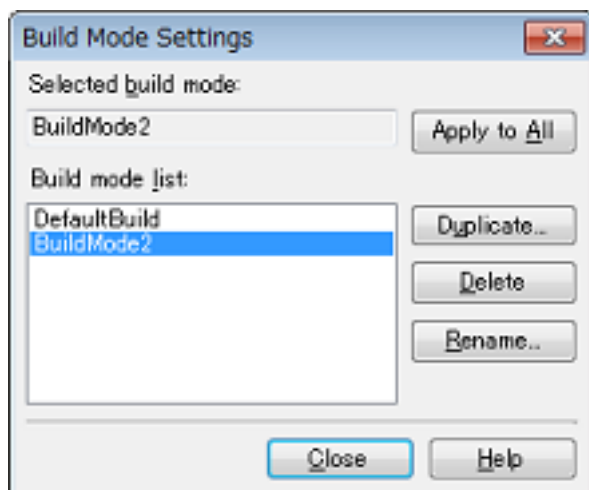 Build Mode Settings
Selected build mode:
BuildMode2
Apply to All
Build mode list:
DefaultBuild
BuildMode2
Duplicate...
Delete
Rename...
Close
Help